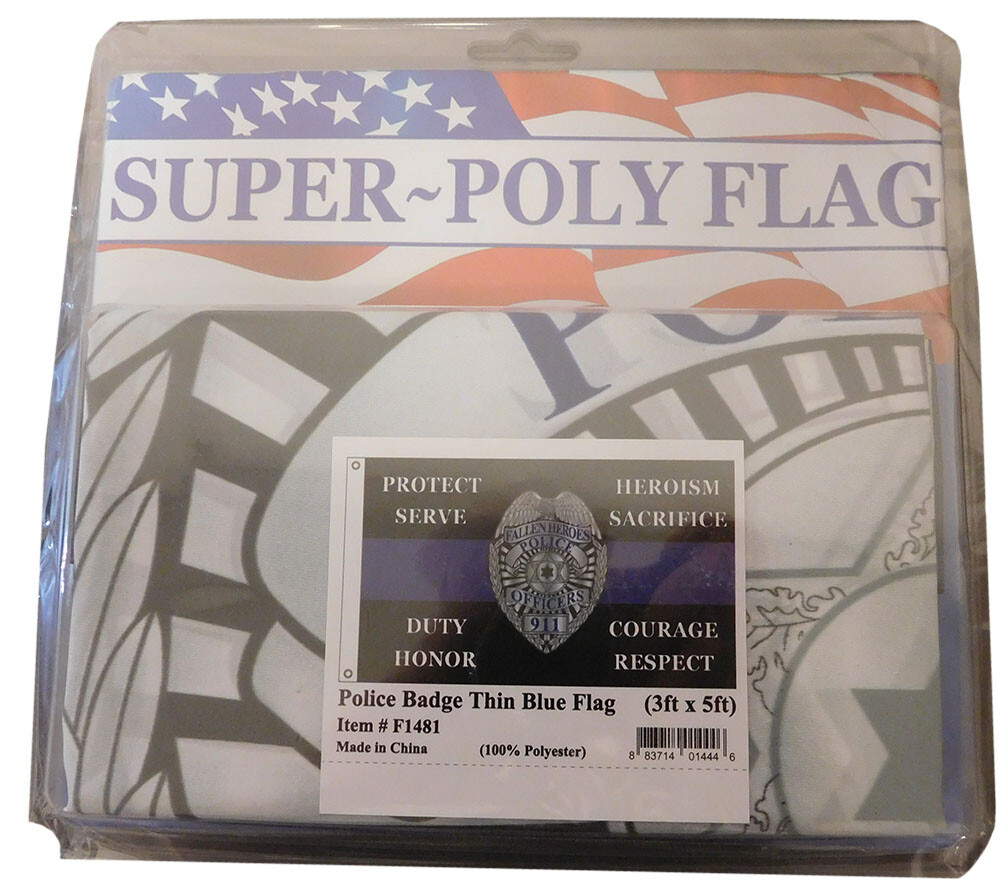 SUPER~POLY FLAG
PO
PROTECT
SERVE
HEROISM
SACRIFICE
FALLEN HEROES
POLICE
OFFICERS
911
DUTY
HONOR
COURAGE
RESPECT
Police Badge Thin Blue Flag (3ft x 5ft)
Item # F1481
Made in China (100% Polyester)
8 83714 01444 6